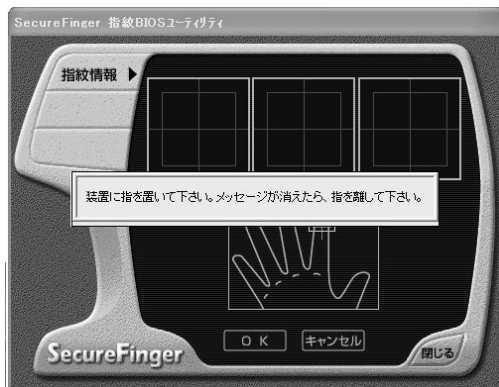 SecureFinger 指紋BIOSユーティリティ
指紋情報
装置に指を置いて下さい。メッセージが消えたら、指を離して下さい。
OK
キャンセル
SecureFinger
閉じる